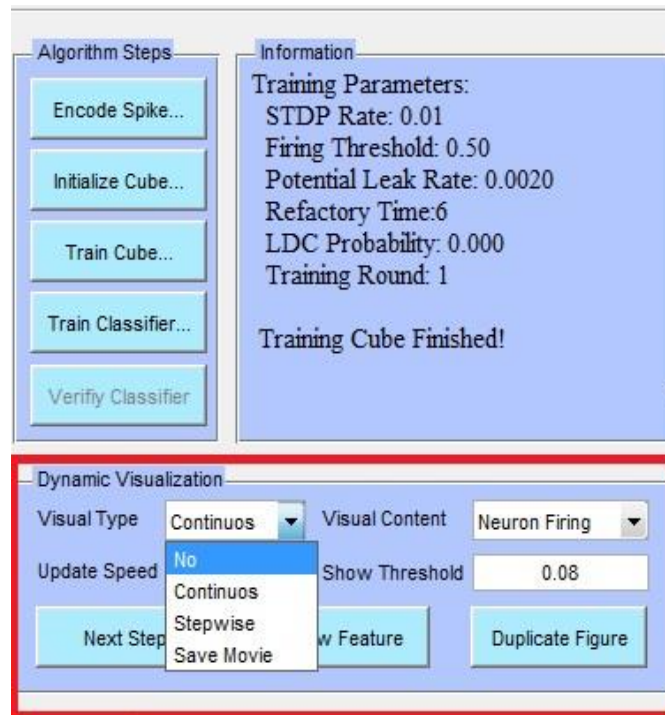 Algorithm Steps
Encode Spike...
Initialize Cube...
Train Cube...
Train Classifier...
Verifiy Classifier
Information
Training Parameters:
STDP Rate: 0.01
Firing Threshold: 0.50
Potential Leak Rate: 0.0020
Refactory Time:6
LDC Probability: 0.000
Training Round: 1
Training Cube Finished!
Dynamic Visualization
Visual Type Continuos Visual Content Neuron Firing
No
Continuos
Stepwise
Save Movie
Update Speed Show Threshold 0.08
Next Step Feature Duplicate Figure